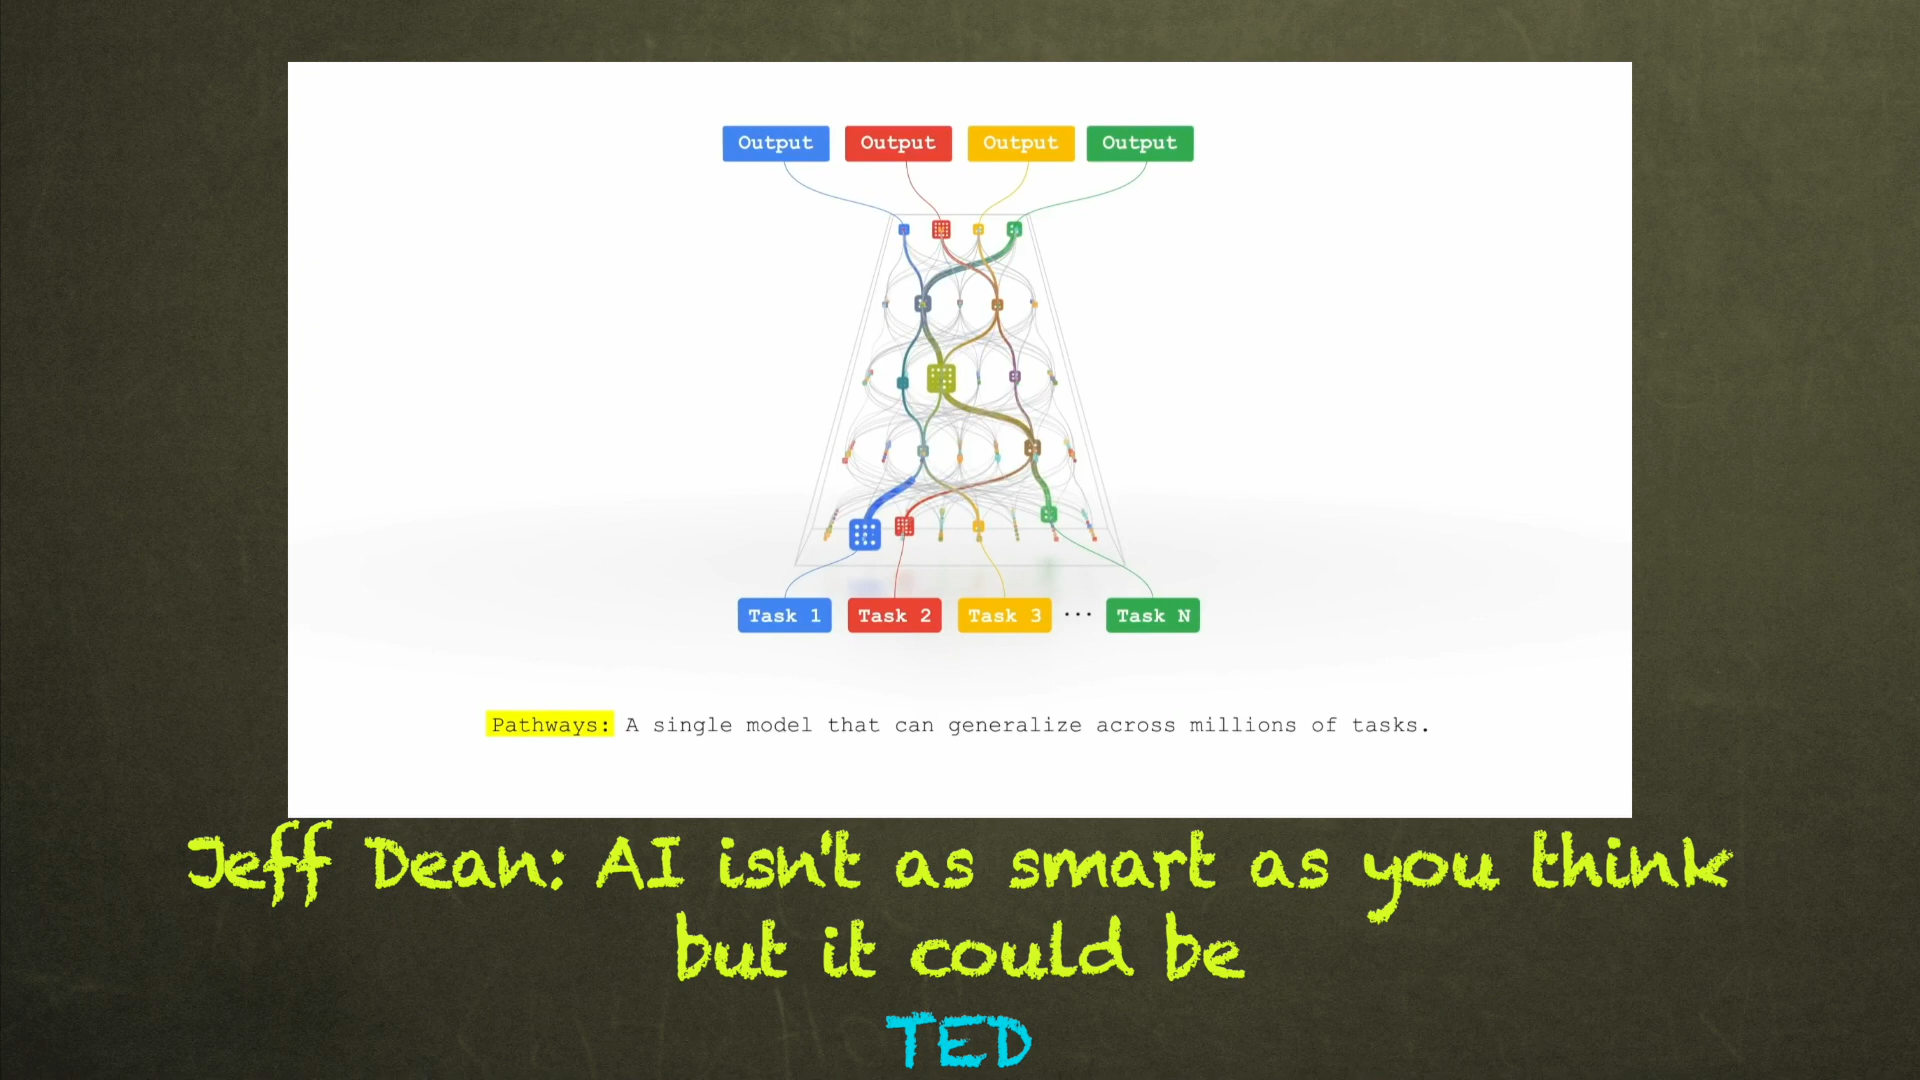 Output Output Output Output
Task 1 Task 2 Task 3 ... Task N
Pathways: A single model that can generalize across millions of tasks.
Jeff Dean: AI isn't as smart as you think
but it could be
TED